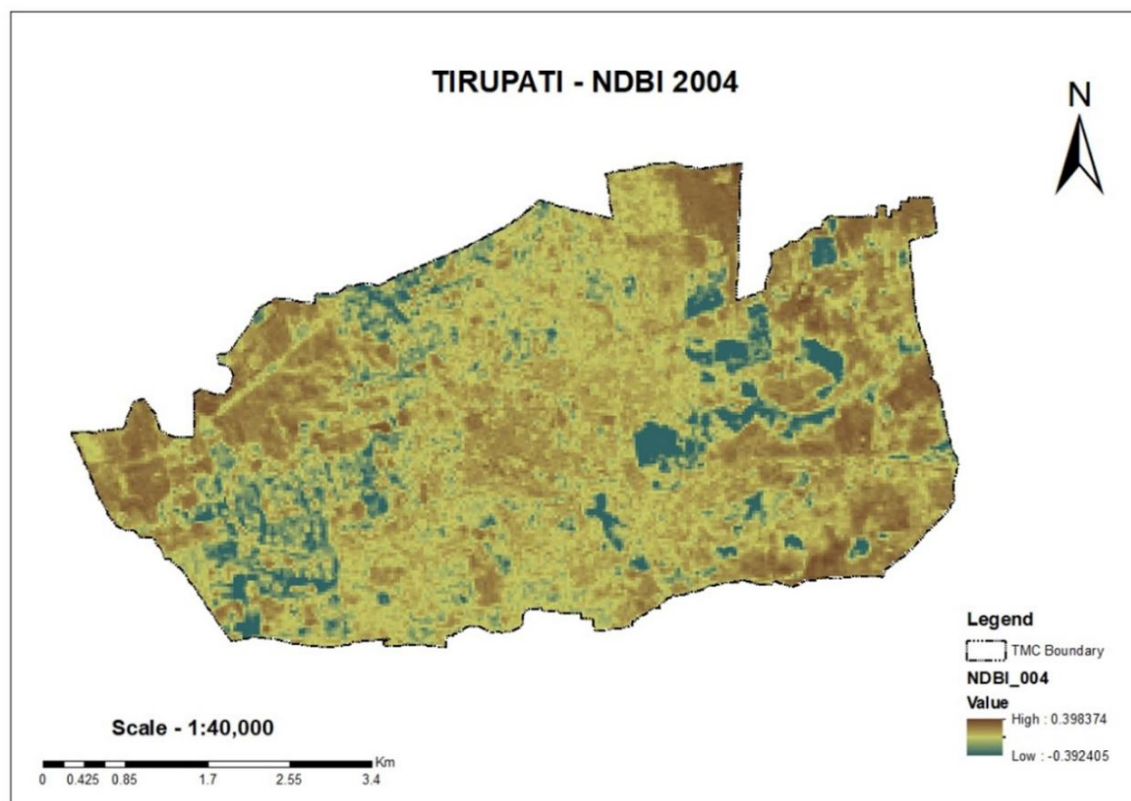 TIRUPATI - NDBI 2004
N
Legend
TMC Boundary
NDBI_004
Value
High : 0.398374
Low : -0.392405
Scale - 1:40,000
Km
0 0.425 0.85 1.7 2.55 3.4